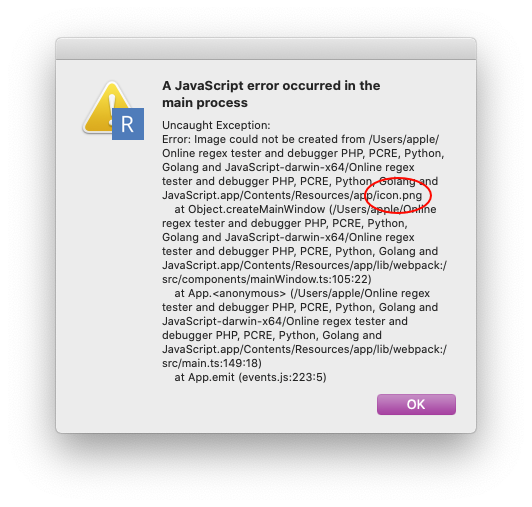 A JavaScript error occurred in the
main process
R
Uncaught Exception:
Error: Image could not be created from /Users/apple/
Online regex tester and debugger PHP, PCRE, Python,
Golang and JavaScript-darwin-x64/Online regex
tester and debugger PHP, PCRE, Python, Golang and
JavaScript.app/Contents/Resources/app/icon.png
at Object.createMainWindow (/Users/apple/Online
regex tester and debugger PHP, PCRE, Python,
Golang and JavaScript-darwin-x64/Online regex
tester and debugger PHP, PCRE, Python, Golang and
JavaScript.app/Contents/Resources/app/lib/webpack:/
src/components/mainWindow.ts:105:22)
at App.<anonymous> (/Users/apple/Online regex
tester and debugger PHP, PCRE, Python, Golang and
JavaScript-darwin-x64/Online regex tester and
debugger PHP, PCRE, Python, Golang and
JavaScript.app/Contents/Resources/app/lib/webpack:/
src/main.ts:149:18)
at App.emit (events.js:223:5)
OK